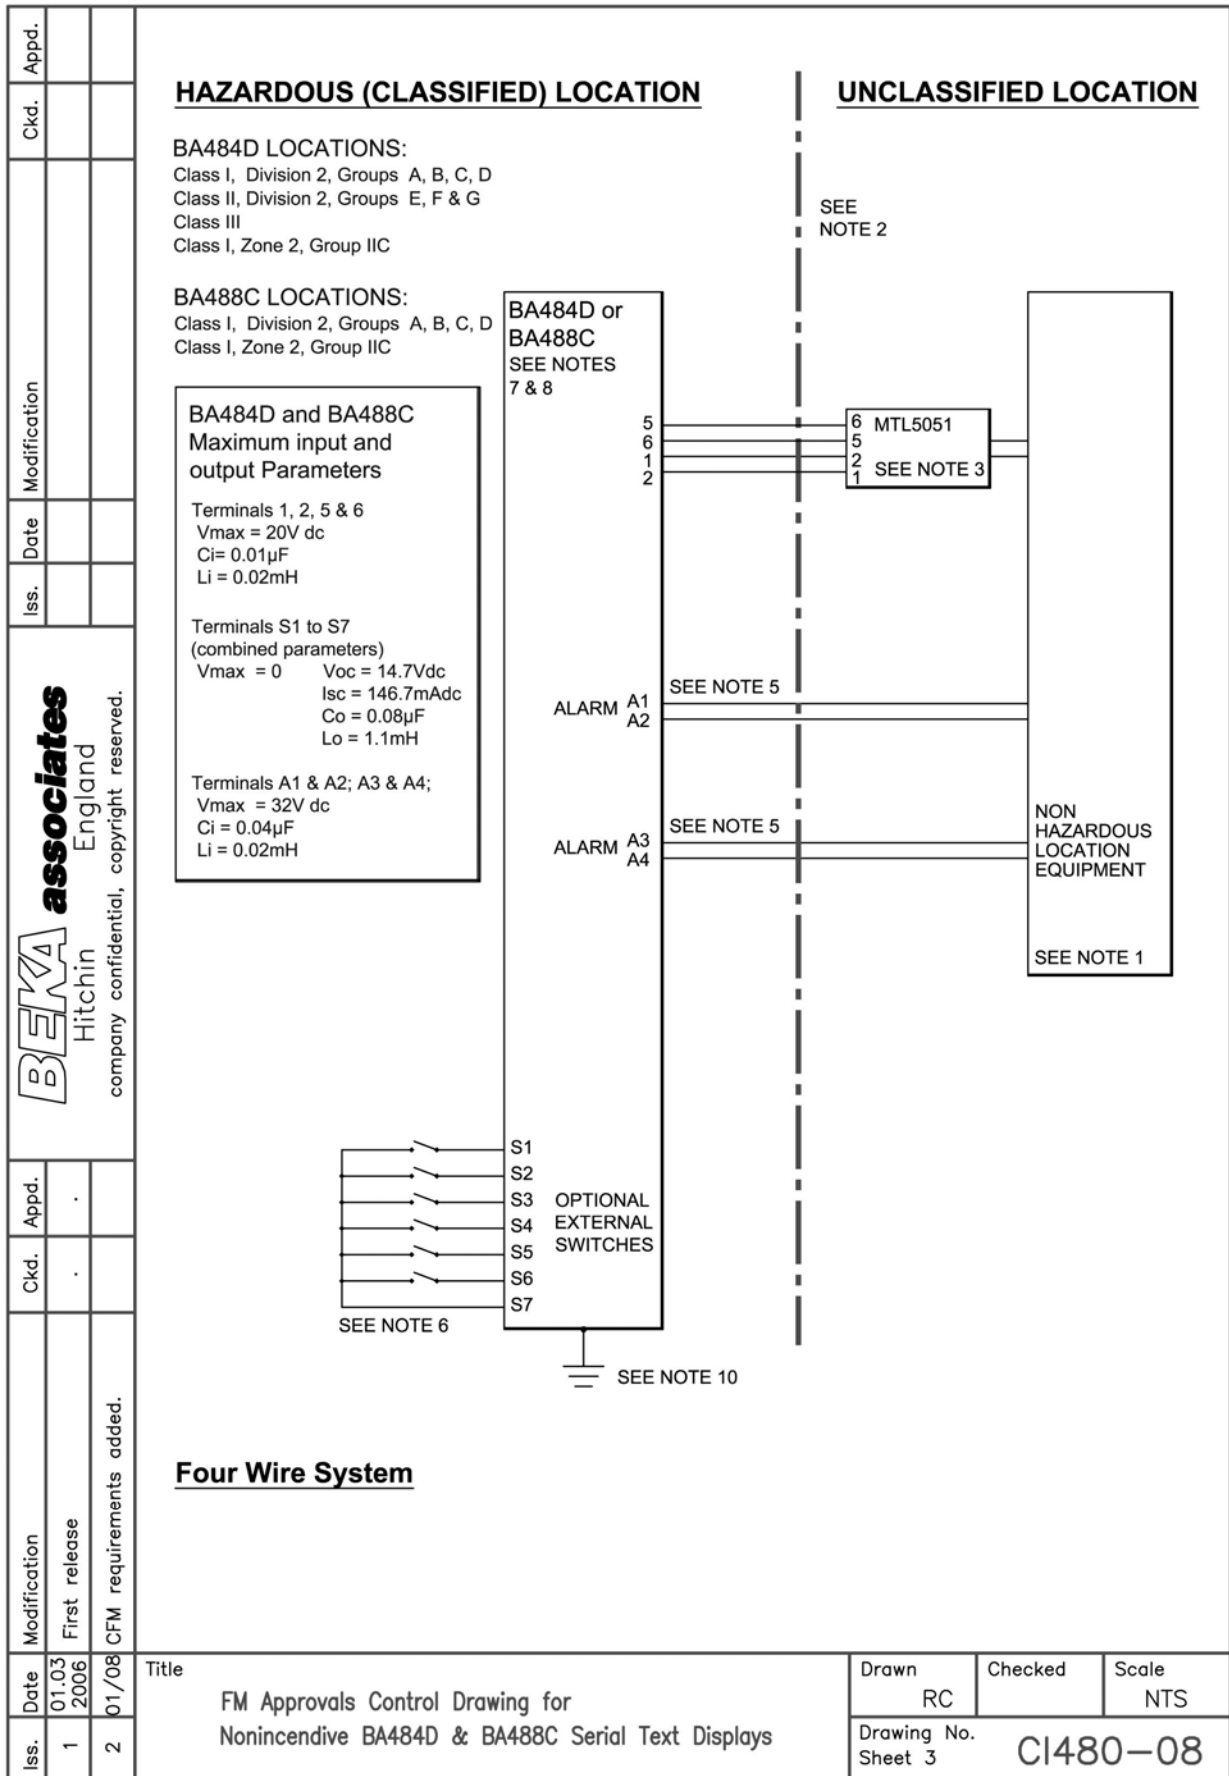 HAZARDOUS (CLASSIFIED) LOCATION
UNCLASSIFIED LOCATION
BA484D LOCATIONS:
Class I, Division 2, Groups A, B, C, D
Class II, Division 2, Groups E, F & G
Class III
Class I, Zone 2, Group IIC
SEE
NOTE 2
BA488C LOCATIONS:
Class I, Division 2, Groups A, B, C, D
Class I, Zone 2, Group IIC
BA484D or
BA488C
SEE NOTES
7 & 8
BA484D and BA488C
Maximum input and
output Parameters
Terminals 1, 2, 5 & 6
Vmax = 20V dc
Ci= 0.01µF
Li = 0.02mH
Terminals S1 to S7
(combined parameters)
Vmax = 0 Voc = 14.7Vdc
Isc = 146.7mAdc
Co = 0.08µF
Lo = 1.1mH
Terminals A1 & A2; A3 & A4;
Vmax = 32V dc
Ci = 0.04µF
Li = 0.02mH
5
6
1
2
6 MTL5051
5
2 SEE NOTE 3
1
SEE NOTE 5
ALARM A1
A2
SEE NOTE 5
ALARM A3
A4
NON
HAZARDOUS
LOCATION
EQUIPMENT
SEE NOTE 1
S1
S2
S3
S4
S5
S6
S7
OPTIONAL
EXTERNAL
SWITCHES
SEE NOTE 6
SEE NOTE 10
Four Wire System
Iss. Date Modification Ckd. Appd.
1 01.03 2006 First release . .
2 01/08 CFM requirements added.
BEKA associates
Hitchin England
company confidential, copyright reserved.
Iss. Date Modification Ckd. Appd.
Title
FM Approvals Control Drawing for
Nonincendive BA484D & BA488C Serial Text Displays
Drawn
RC
Checked
Scale
NTS
Drawing No.
Sheet 3
CI480-08